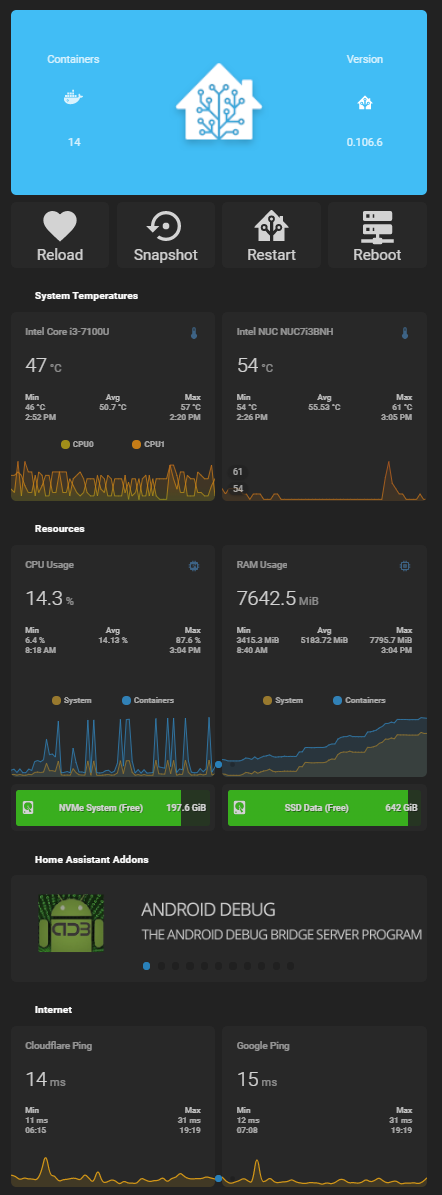 Containers
Version
14
0.106.6
Reload
Snapshot
Restart
Reboot
System Temperatures
Intel Core i3-7100U
47 °C
Min Avg Max
46 °C 50.7 °C 57 °C
2:52 PM 2:20 PM
CPU0 CPU1
Intel NUC NUC7i3BNH
54 °C
Min Avg Max
54 °C 55.53 °C 61 °C
2:26 PM 3:05 PM
61
54
Resources
CPU Usage
14.3 %
Min Avg Max
6.4 % 14.13 % 87.6 %
8:18 AM 3:04 PM
System Containers
RAM Usage
7642.5 MiB
Min Avg Max
3415.3 MiB 5183.72 MiB 7795.7 MiB
8:40 AM 3:04 PM
System Containers
NVMe System (Free) 197.6 GiB
SSD Data (Free) 642 GiB
Home Assistant Addons
ADB
ANDROID DEBUG
THE ANDROID DEBUG BRIDGE SERVER PROGRAM
Internet
Cloudflare Ping
14 ms
Min Max
11 ms 31 ms
06:15 19:19
Google Ping
15 ms
Min Max
12 ms 31 ms
07:08 19:19